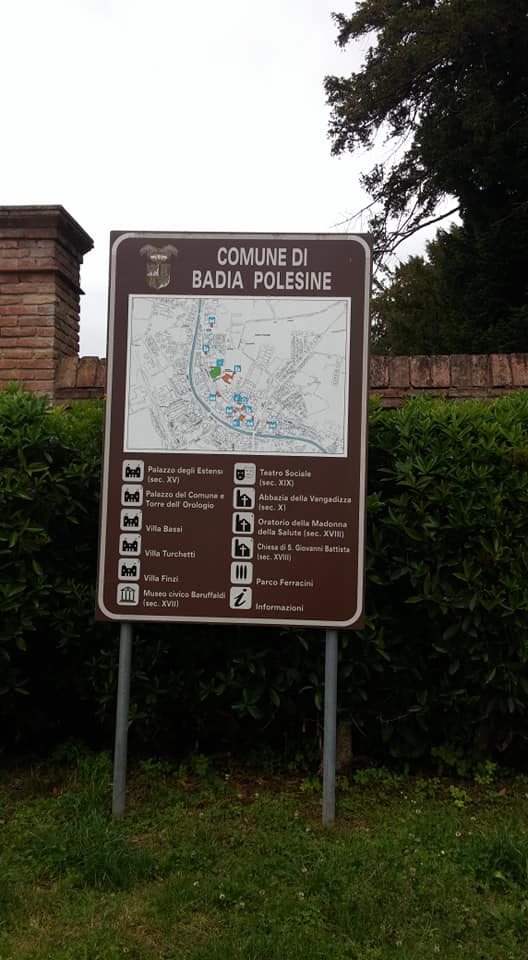 COMUNE DI
BADIA POLESINE
Palazzo degli Estensi
(sec. XV)
Palazzo del Comune e
Torre dell' Orologio
Villa Bassi
Villa Turchetti
Villa Finzi
Museo civico Baruffaldi
(sec. XVII)
Teatro Sociale
(sec. XIX)
Abbazia della Vangadizza
(sec. X)
Oratorio della Madonna
della Salute (sec. XVIII)
Chiesa di S. Giovanni Battista
(sec. XVIII)
Parco Ferracini
i
Informazioni